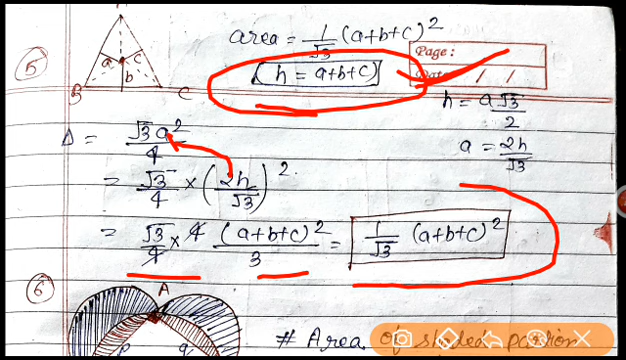 A
area = 1/√3 (a+b+c)²
5
a c
b
B C
[h = a+b+c]
Page:
Date / /
h = a√3/2
Δ = √3a²/4
a = 2h/√3
= √3/4 × (2h/√3)²
= √3/4 × 4 (a+b+c)²/3 = 1/√3 (a+b+c)²
6
A
p q
# Area of shaded portion